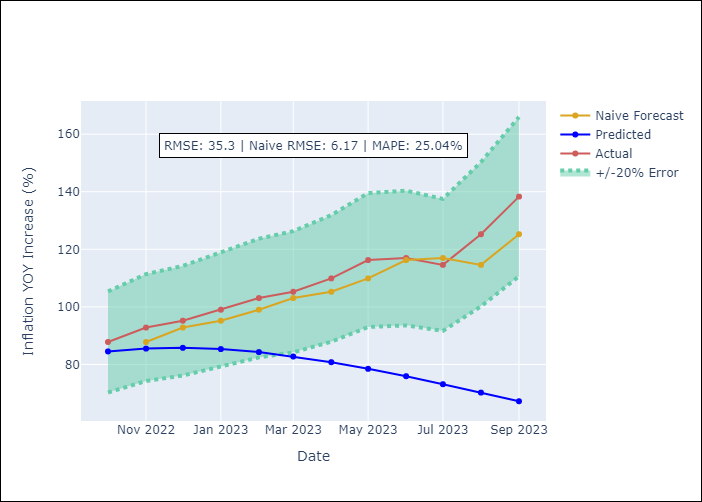 RMSE: 35.3 | Naive RMSE: 6.17 | MAPE: 25.04%
Naive Forecast
Predicted
Actual
+/-20% Error
Inflation YOY Increase (%)
160
140
120
100
80
Nov 2022
Jan 2023
Mar 2023
May 2023
Jul 2023
Sep 2023
Date